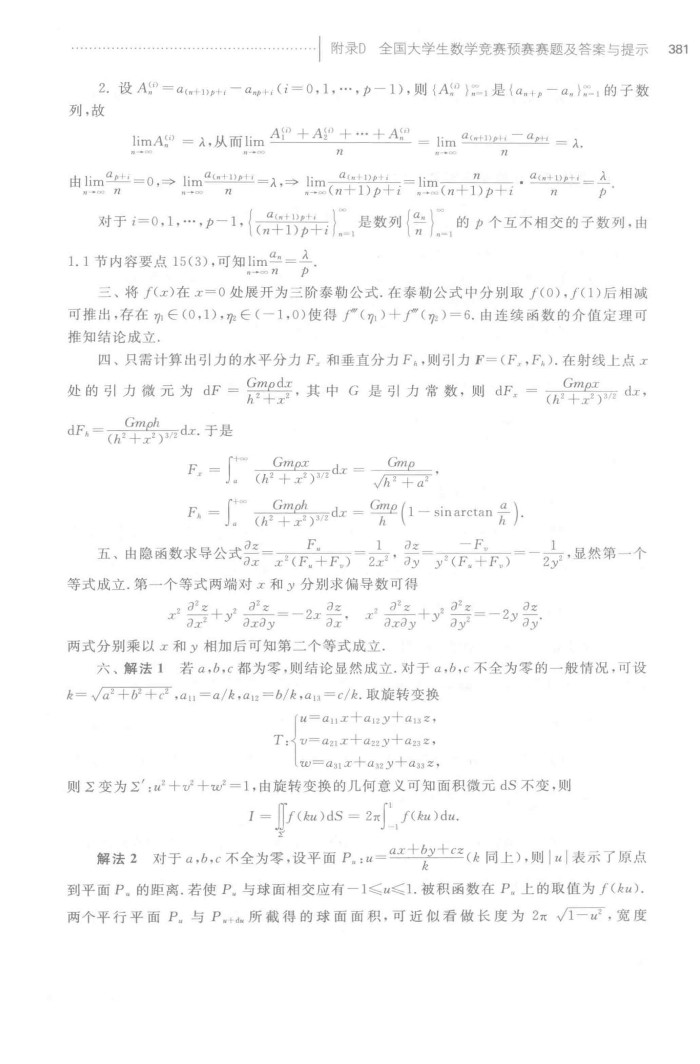 附录D 全国大学生数学竞赛预赛赛题及答案与提示 381
2. 设 $A_n^{(i)}=a_{(n+1)p+i}-a_{np+i}(i=0,1,\cdots,p-1)$,则 $\{A_n^{(i)}\}_{n=1}^{\infty}$ 是 $\{a_{n+p}-a_n\}_{n=1}^{\infty}$ 的子数
列,故
$\lim_{n\to\infty}A_n^{(i)}=\lambda$,从而 $\lim_{n\to\infty}\frac{A_1^{(i)}+A_2^{(i)}+\cdots+A_n^{(i)}}{n}=\lim_{n\to\infty}\frac{a_{(n+1)p+i}-a_{p+i}}{n}=\lambda.$
由 $\lim_{n\to\infty}\frac{a_{p+i}}{n}=0,\Rightarrow\lim_{n\to\infty}\frac{a_{(n+1)p+i}}{n}=\lambda,\Rightarrow\lim_{n\to\infty}\frac{a_{(n+1)p+i}}{(n+1)p+i}=\lim_{n\to\infty}\frac{n}{(n+1)p+i}\cdot\frac{a_{(n+1)p+i}}{n}=\frac{\lambda}{p}.$
对于 $i=0,1,\cdots,p-1,\left\{\frac{a_{(n+1)p+i}}{(n+1)p+i}\right\}_{n=1}^{\infty}$ 是数列 $\left\{\frac{a_n}{n}\right\}_{n=1}^{\infty}$ 的 $p$ 个互不相交的子数列,由
1.1 节内容要点 15(3),可知 $\lim_{n\to\infty}\frac{a_n}{n}=\frac{\lambda}{p}.$
三、将 $f(x)$ 在 $x=0$ 处展开为三阶泰勒公式.在泰勒公式中分别取 $f(0),f(1)$ 后相减
可推出,存在 $\eta_1\in(0,1),\eta_2\in(-1,0)$ 使得 $f'''(\eta_1)+f'''(\eta_2)=6$.由连续函数的介值定理可
推知结论成立.
四、只需计算出引力的水平分力 $F_x$ 和垂直分力 $F_h$,则引力 $\boldsymbol{F}=(F_x,F_h)$.在射线上点 $x$
处的引力微元为 $dF=\frac{Gm\rho dx}{h^2+x^2}$,其中 $G$ 是引力常数,则 $dF_x=\frac{Gm\rho x}{(h^2+x^2)^{3/2}}dx$,
$dF_h=\frac{Gm\rho h}{(h^2+x^2)^{3/2}}dx$.于是
$F_x=\int_a^{+\infty}\frac{Gm\rho x}{(h^2+x^2)^{3/2}}dx=\frac{Gm\rho}{\sqrt{h^2+a^2}},$
$F_h=\int_a^{+\infty}\frac{Gm\rho h}{(h^2+x^2)^{3/2}}dx=\frac{Gm\rho}{h}\left(1-\sin\arctan\frac{a}{h}\right).$
五、由隐函数求导公式 $\frac{\partial z}{\partial x}=\frac{F_u}{x^2(F_u+F_v)}=\frac{1}{2x^2},\frac{\partial z}{\partial y}=\frac{-F_v}{y^2(F_u+F_v)}=-\frac{1}{2y^2}$,显然第一个
等式成立.第一个等式两端对 $x$ 和 $y$ 分别求偏导数可得
$x^2\frac{\partial^2 z}{\partial x^2}+y^2\frac{\partial^2 z}{\partial x\partial y}=-2x\frac{\partial z}{\partial x},\quad x^2\frac{\partial^2 z}{\partial x\partial y}+y^2\frac{\partial^2 z}{\partial y^2}=-2y\frac{\partial z}{\partial y}.$
两式分别乘以 $x$ 和 $y$ 相加后可知第二个等式成立.
六、解法 1 若 $a,b,c$ 都为零,则结论显然成立.对于 $a,b,c$ 不全为零的一般情况,可设
$k=\sqrt{a^2+b^2+c^2},a_{11}=a/k,a_{12}=b/k,a_{13}=c/k$.取旋转变换
$T:\begin{cases}u=a_{11}x+a_{12}y+a_{13}z,\\v=a_{21}x+a_{22}y+a_{23}z,\\w=a_{31}x+a_{32}y+a_{33}z,\end{cases}$
则 $\Sigma$ 变为 $\Sigma':u^2+v^2+w^2=1$,由旋转变换的几何意义可知面积微元 $dS$ 不变,则
$I=\iint_{\Sigma'}f(ku)dS=2\pi\int_{-1}^{1}f(ku)du.$
解法 2 对于 $a,b,c$ 不全为零,设平面 $P_u:u=\frac{ax+by+cz}{k}$ ($k$ 同上),则 $|u|$ 表示了原点
到平面 $P_u$ 的距离.若使 $P_u$ 与球面相交应有 $-1\leqslant u\leqslant 1$.被积函数在 $P_u$ 上的取值为 $f(ku)$.
两个平行平面 $P_u$ 与 $P_{u+du}$ 所截得的球面面积,可近似看做长度为 $2\pi\sqrt{1-u^2}$,宽度